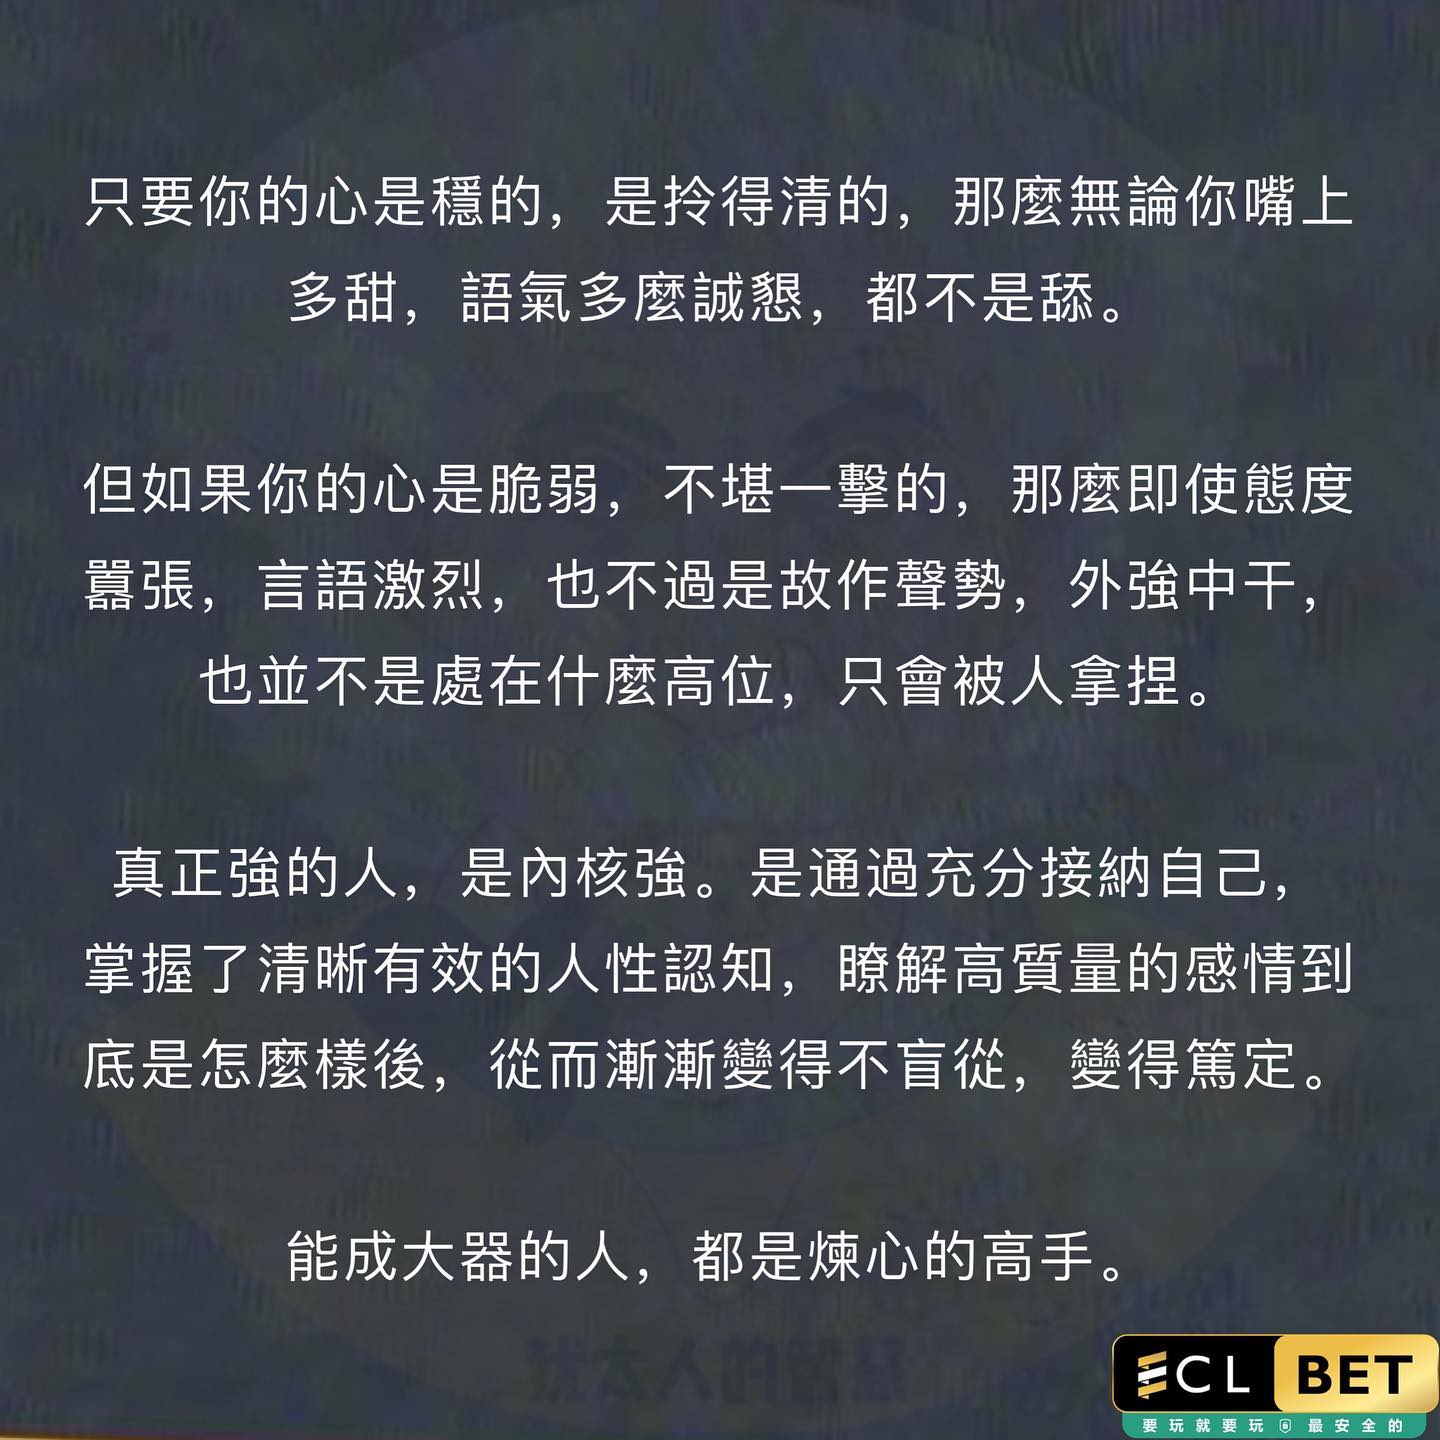 只要你的心是穩的，是拎得清的，那麼無論你嘴上
多甜，語氣多麼誠懇，都不是舔。
但如果你的心是脆弱，不堪一擊的，那麼即使態度
囂張，言語激烈，也不過是故作聲勢，外強中干，
也並不是處在什麼高位，只會被人拿捏。
真正強的人，是內核強。是通過充分接納自己，
掌握了清晰有效的人性認知，瞭解高質量的感情到
底是怎麼樣後，從而漸漸變得不盲從，變得篤定。
能成大器的人，都是煉心的高手。
犹太人的智慧
ECL BET
要玩就要玩最安全的